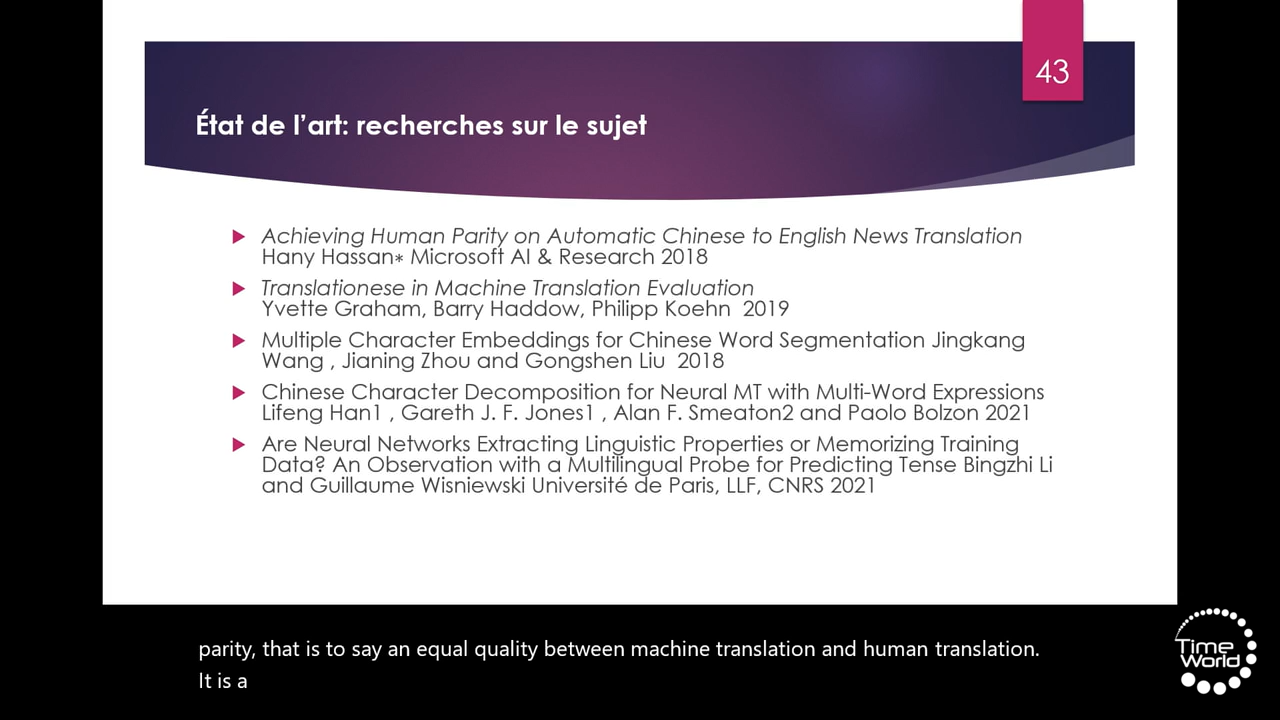 43
État de l’art: recherches sur le sujet
Achieving Human Parity on Automatic Chinese to English News Translation
Hany Hassan∗ Microsoft AI & Research 2018
Translationese in Machine Translation Evaluation
Yvette Graham, Barry Haddow, Philipp Koehn 2019
Multiple Character Embeddings for Chinese Word Segmentation Jingkang
Wang , Jianing Zhou and Gongshen Liu 2018
Chinese Character Decomposition for Neural MT with Multi-Word Expressions
Lifeng Han1 , Gareth J. F. Jones1 , Alan F. Smeaton2 and Paolo Bolzon 2021
Are Neural Networks Extracting Linguistic Properties or Memorizing Training
Data? An Observation with a Multilingual Probe for Predicting Tense Bingzhi Li
and Guillaume Wisniewski Université de Paris, LLF, CNRS 2021
parity, that is to say an equal quality between machine translation and human translation.
It is a
Time
World